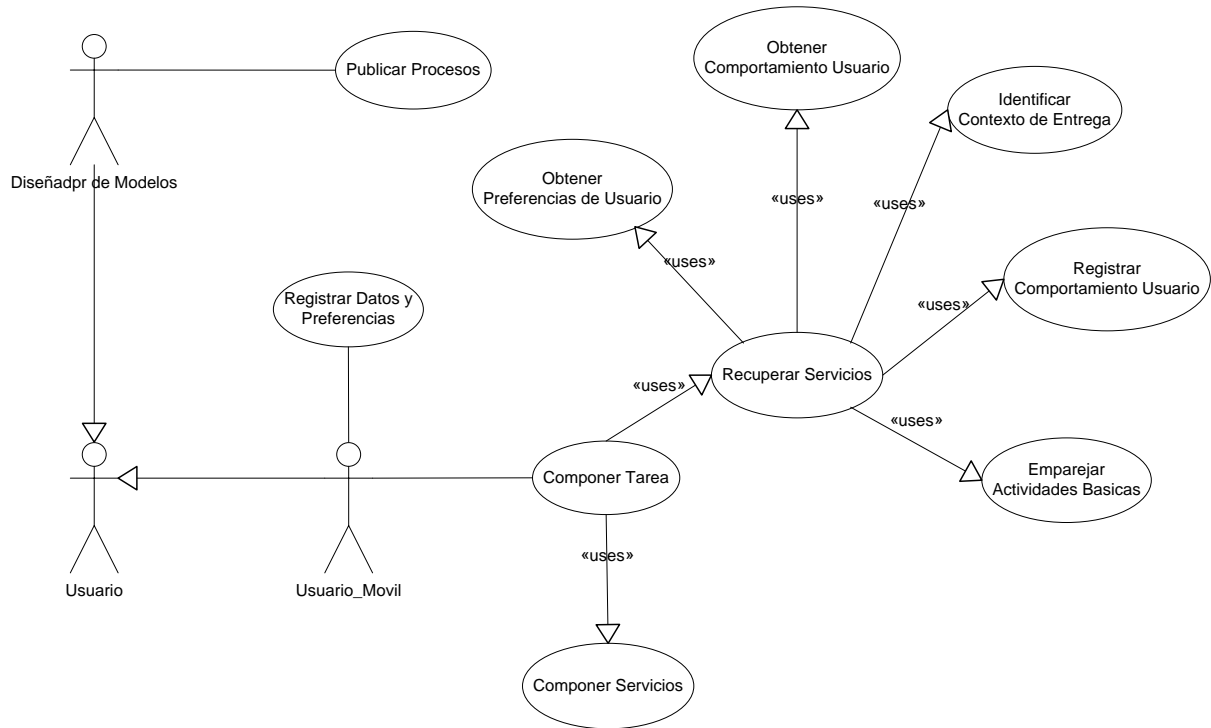 Obtener
Comportamiento Usuario
Publicar Procesos
Identificar
Contexto de Entrega
Diseñadpr de Modelos
Obtener
Preferencias de Usuario
«uses»
«uses»
«uses»
Registrar Datos y
Preferencias
Registrar
Comportamiento Usuario
«uses»
Recuperar Servicios
«uses»
«uses»
Componer Tarea
Emparejar
Actividades Basicas
«uses»
Usuario
Usuario_Movil
Componer Servicios